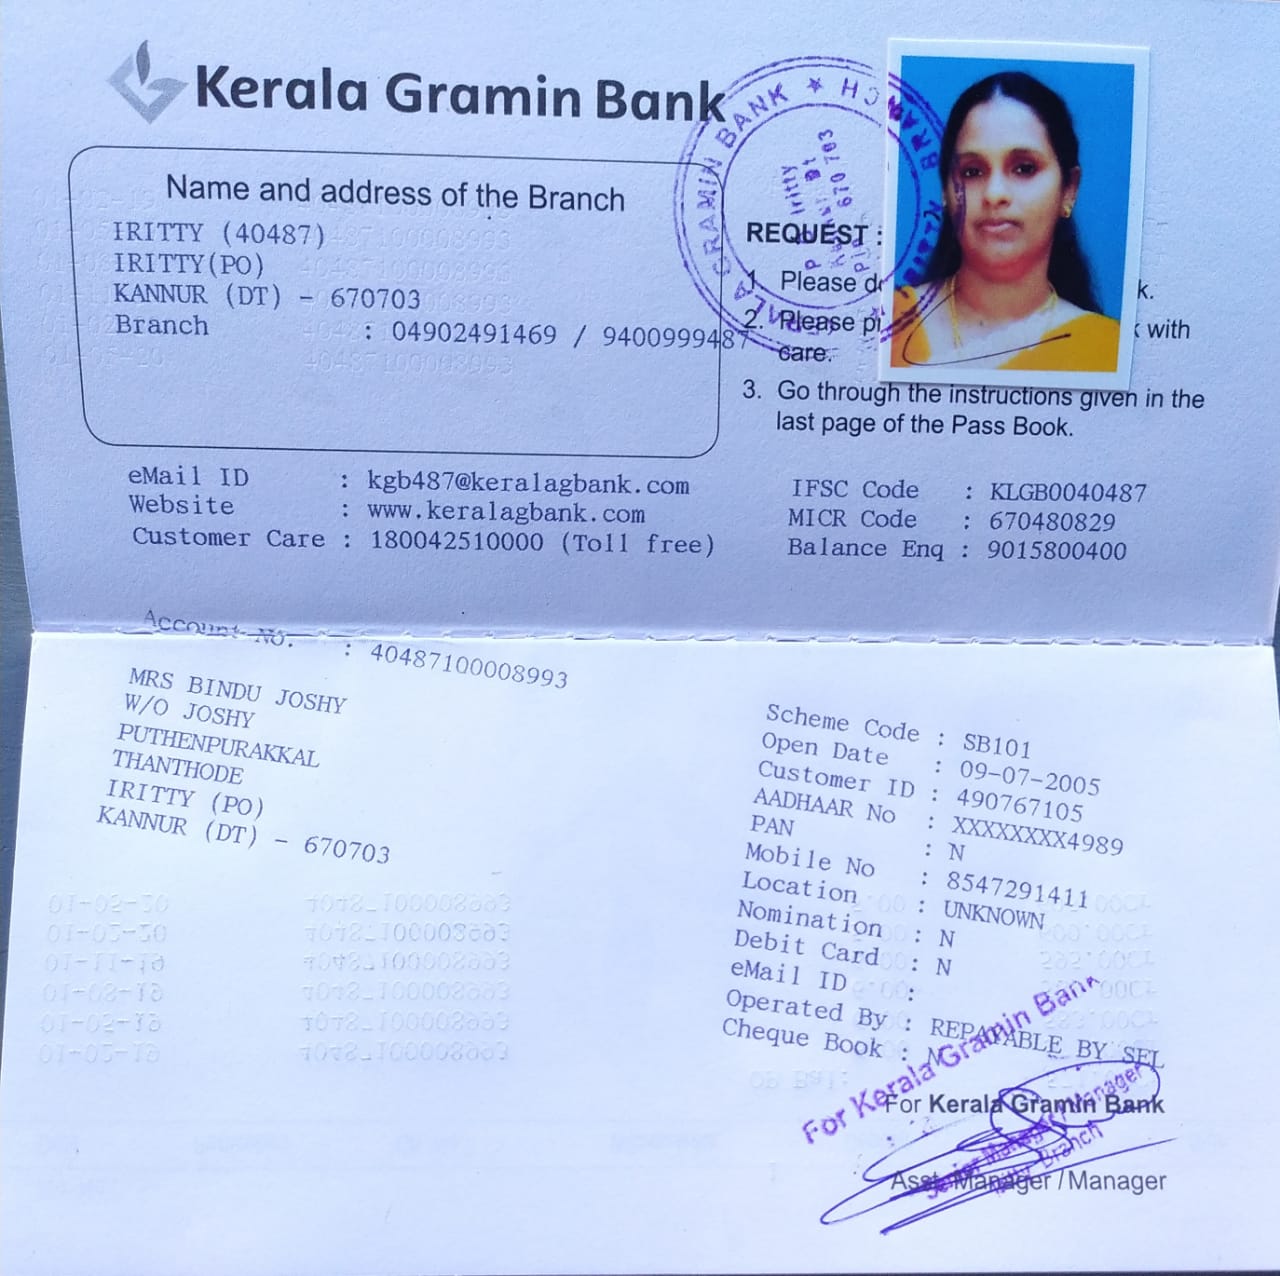 Kerala Gramin Bank
Name and address of the Branch
IRITTY (40487)
IRITTY(PO)
KANNUR (DT) - 670703
Branch : 04902491469 / 9400999487
KERALA GRAMIN BANK ★ IRITTY BRANCH ★
P O Iritty
Kannur Dt
Pin 670 703
REQUEST :
1. Please
k.
2. Please
with
care.
3. Go through the instructions given in the
last page of the Pass Book.
eMail ID : kgb487@keralagbank.com
Website : www.keralagbank.com
Customer Care : 180042510000 (Toll free)
IFSC Code : KLGB0040487
MICR Code : 670480829
Balance Enq : 9015800400
Account No. : 40487100008993
MRS BINDU JOSHY
W/O JOSHY
PUTHENPURAKKAL
THANTHODE
IRITTY (PO)
KANNUR (DT) - 670703
Scheme Code : SB101
Open Date : 09-07-2005
Customer ID : 490767105
AADHAAR No : XXXXXXXX4989
PAN : N
Mobile No : 8547291411
Location : UNKNOWN
Nomination : N
Debit Card : N
eMail ID :
Operated By : REPAYABLE BY SEL
Cheque Book : N
For Kerala Gramin Bank
For Kerala Gramin Bank
Senior Manager/Manager
Iritty Branch
Asst. Manager / Manager